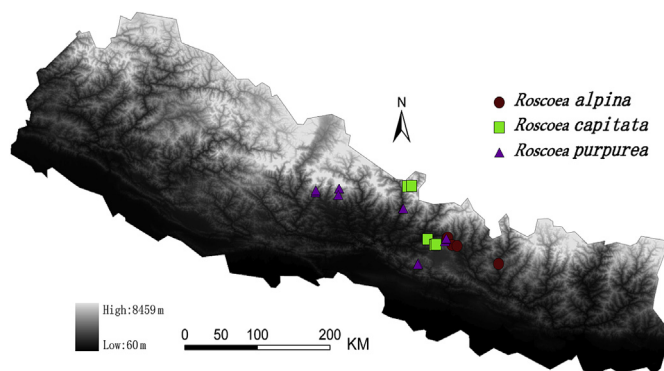 N
Roscoea alpina
Roscoea capitata
Roscoea purpurea
High:8459m
Low:60m
0 50 100 200 KM